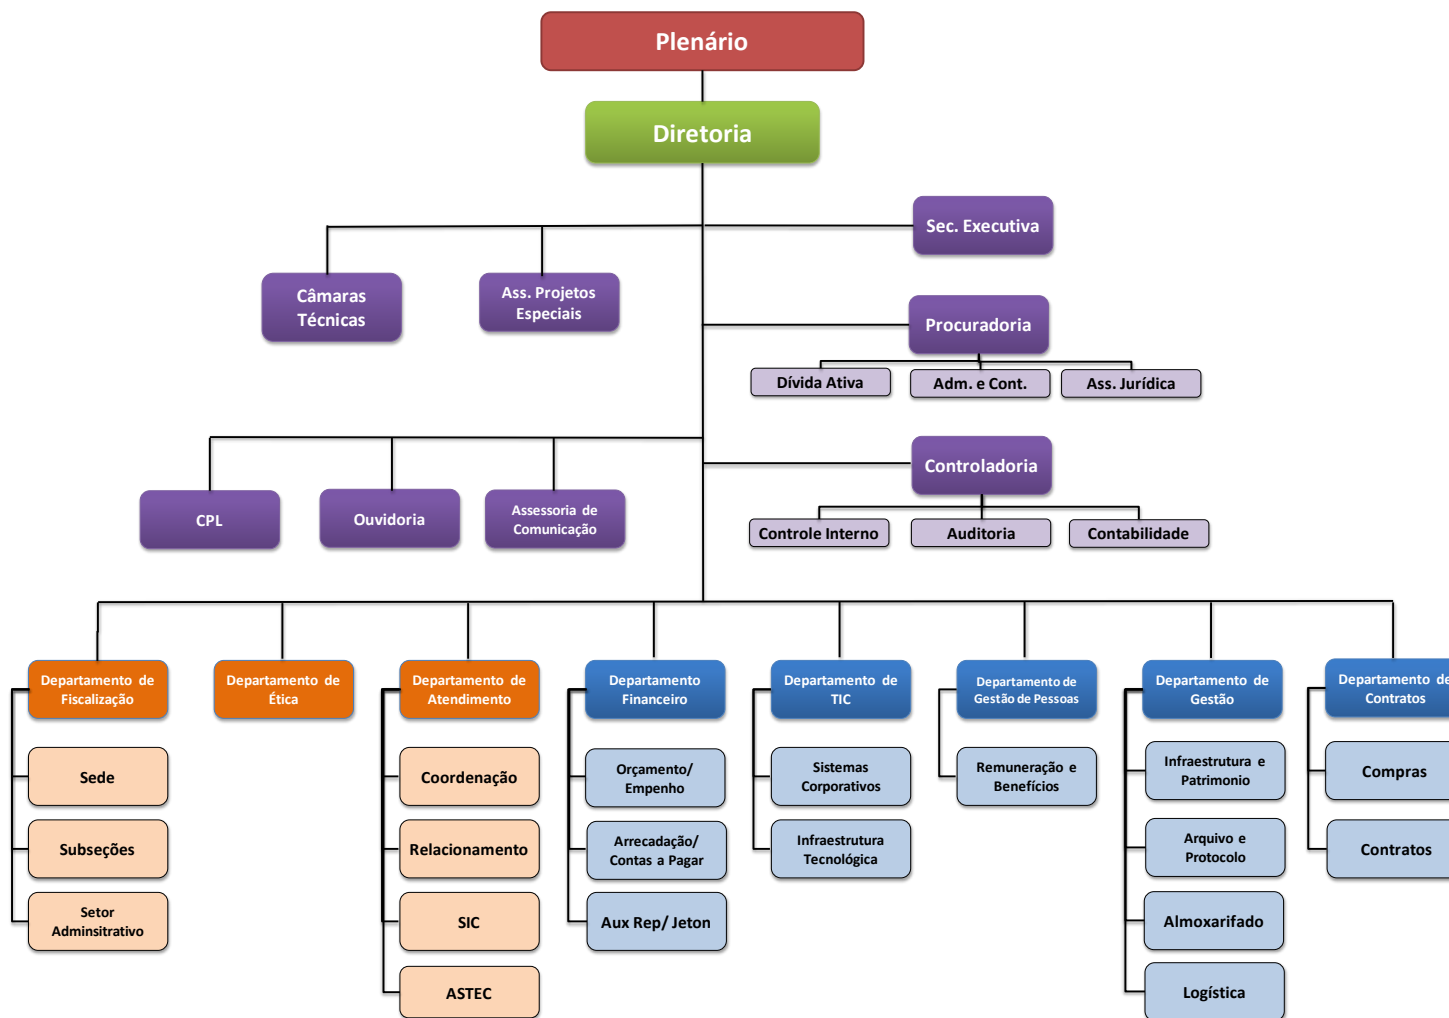 Plenário
Diretoria
Sec. Executiva
Câmaras
Técnicas
Ass. Projetos
Especiais
Procuradoria
Dívida Ativa
Adm. e Cont.
Ass. Jurídica
Controladoria
CPL
Ouvidoria
Assessoria de
Comunicação
Controle Interno
Auditoria
Contabilidade
Departamento de
Fiscalização
Departamento de
Ética
Departamento de
Atendimento
Departamento
Financeiro
Departamento de
TIC
Departamento de
Gestão de Pessoas
Departamento de
Gestão
Departamento de
Contratos
Sede
Coordenação
Orçamento/
Empenho
Sistemas
Corporativos
Remuneração e
Benefícios
Infraestrutura e
Patrimonio
Compras
Subseções
Relacionamento
Arrecadação/
Contas a Pagar
Infraestrutura
Tecnológica
Arquivo e
Protocolo
Contratos
Setor
Adminsitrativo
SIC
Aux Rep/ Jeton
Almoxarifado
ASTEC
Logística